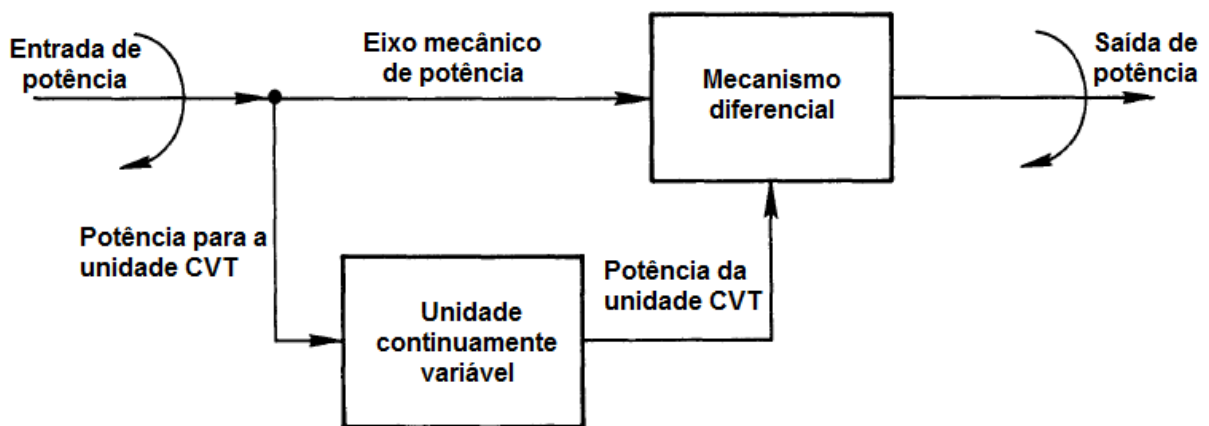 Entrada de
potência
Eixo mecânico
de potência
Mecanismo
diferencial
Saída de
potência
Potência para a
unidade CVT
Unidade
continuamente
variável
Potência da
unidade CVT